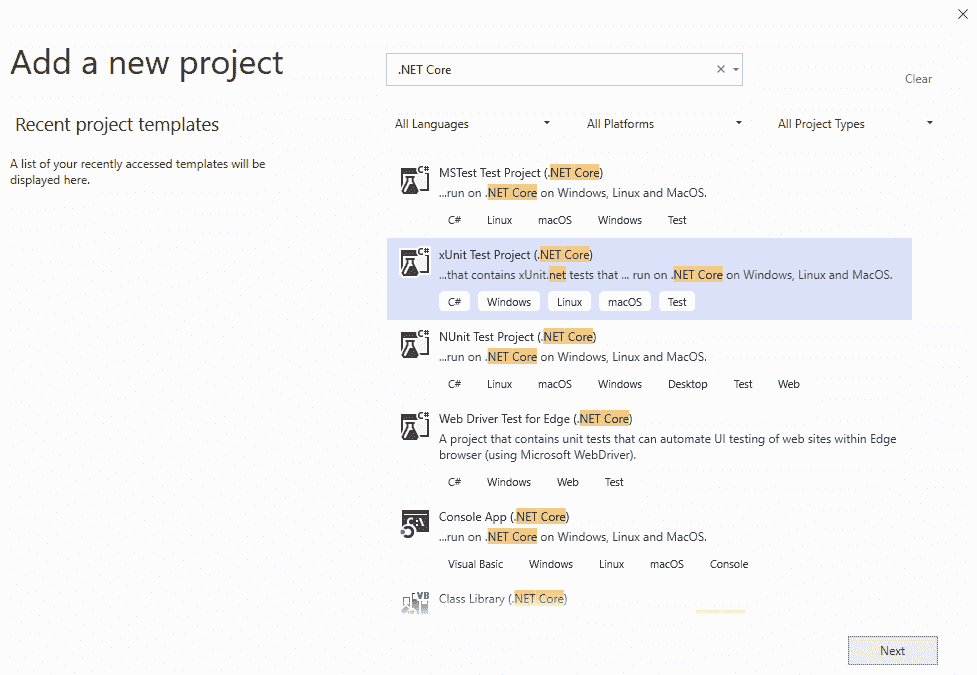 Add a new project
.NET Core
Clear
Recent project templates
All Languages
All Platforms
All Project Types
A list of your recently accessed templates will be
displayed here.
C#
MSTest Test Project (.NET Core)
...run on .NET Core on Windows, Linux and MacOS.
C# Linux macOS Windows Test
C#
xUnit Test Project (.NET Core)
...that contains xUnit.net tests that ... run on .NET Core on Windows, Linux and MacOS.
C# Windows Linux macOS Test
C#
NUnit Test Project (.NET Core)
...run on .NET Core on Windows, Linux and MacOS.
C# Linux macOS Windows Desktop Test Web
C#
Web Driver Test for Edge (.NET Core)
A project that contains unit tests that can automate UI testing of web sites within Edge
browser (using Microsoft WebDriver).
C# Windows Web Test
C:\
Console App (.NET Core)
...run on .NET Core on Windows, Linux and MacOS.
Visual Basic Windows Linux macOS Console
VB
Class Library (.NET Core)
Next